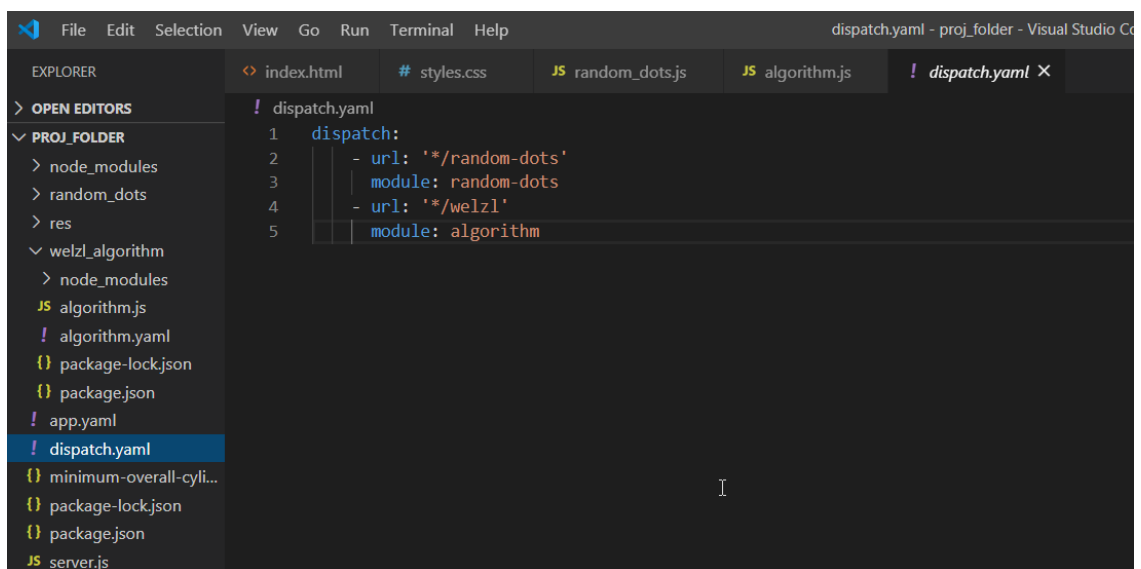 File Edit Selection View Go Run Terminal Help dispatch.yaml - proj_folder - Visual Studio Co
EXPLORER
OPEN EDITORS
PROJ_FOLDER
node_modules
random_dots
res
welzl_algorithm
node_modules
JS algorithm.js
! algorithm.yaml
{} package-lock.json
{} package.json
! app.yaml
! dispatch.yaml
{} minimum-overall-cyli...
{} package-lock.json
{} package.json
JS server.js
<> index.html # styles.css JS random_dots.js JS algorithm.js ! dispatch.yaml ×
! dispatch.yaml
1 dispatch:
2 - url: '*/random-dots'
3 module: random-dots
4 - url: '*/welzl'
5 module: algorithm